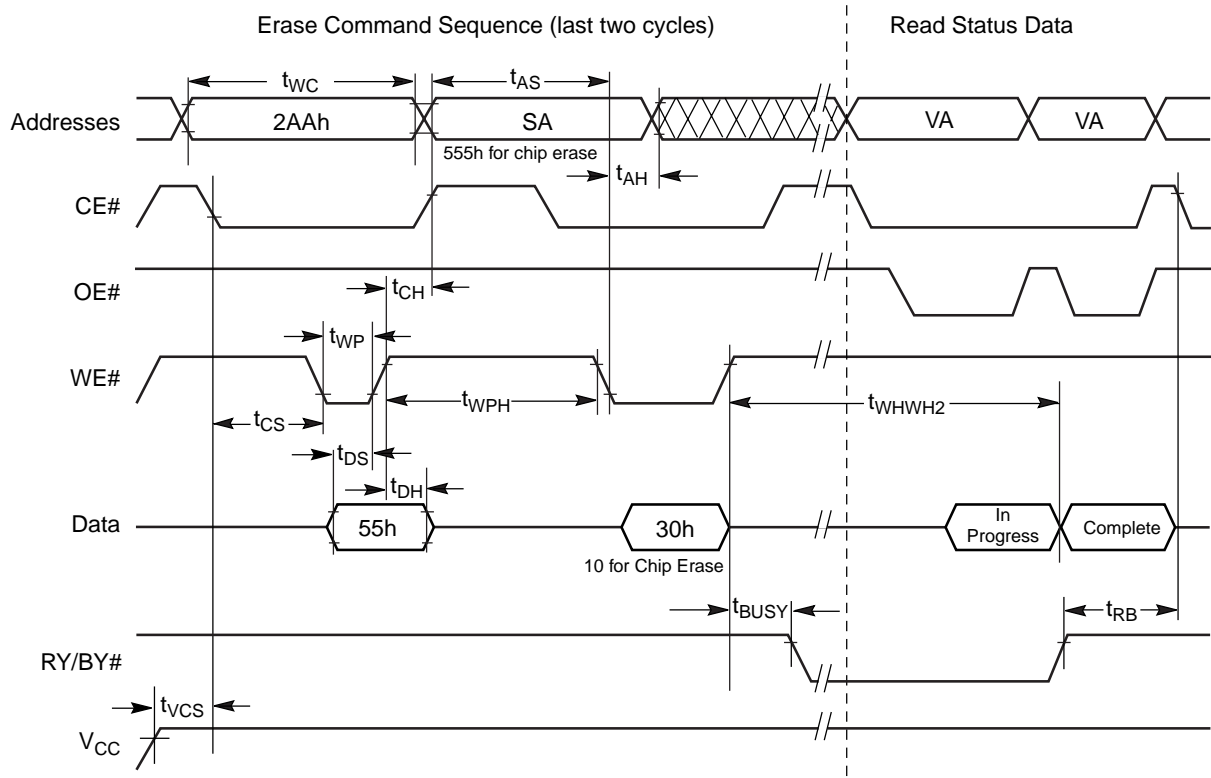 Erase Command Sequence (last two cycles)
Read Status Data
tWC
tAS
Addresses
2AAh
SA
VA
VA
555h for chip erase
tAH
CE#
tCH
OE#
tWP
WE#
tWPH
tWHWH2
tCS
tDS
tDH
Data
55h
30h
In
Progress
Complete
10 for Chip Erase
tBUSY
tRB
RY/BY#
tVCS
VCC